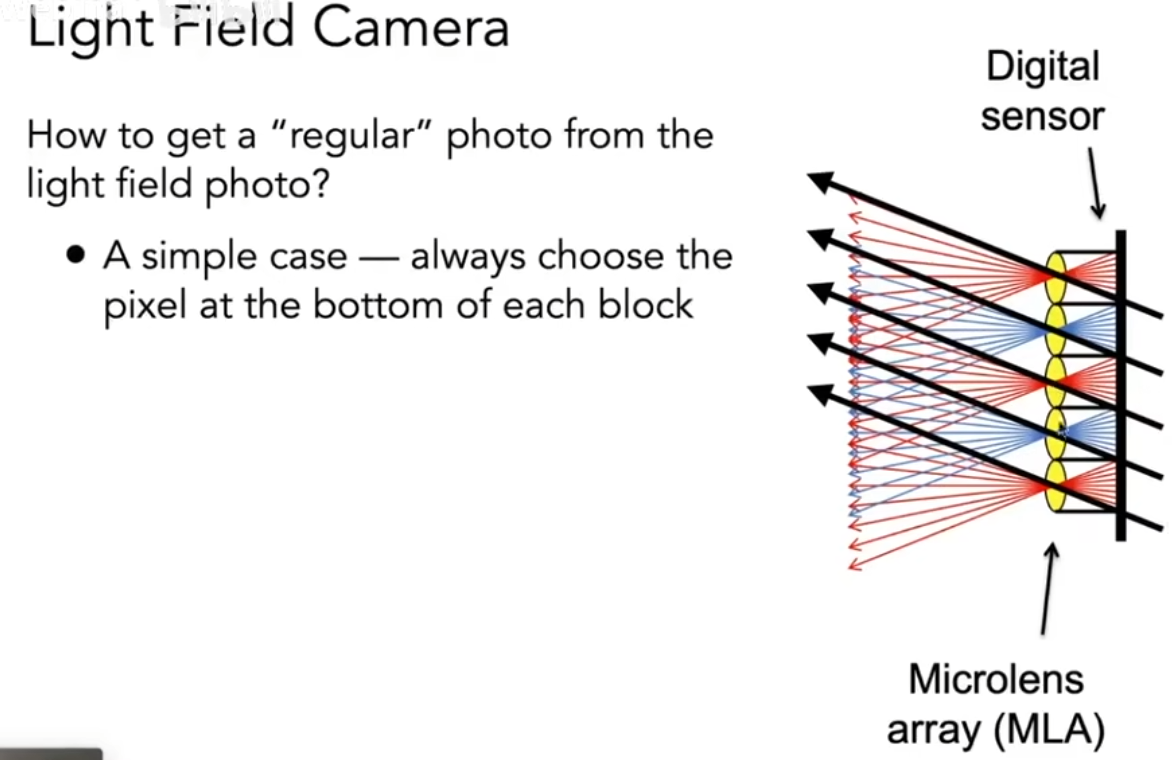 Light Field Camera
How to get a “regular” photo from the
light field photo?
● A simple case — always choose the
pixel at the bottom of each block
Digital
sensor
Microlens
array (MLA)